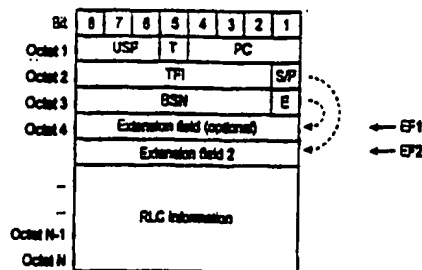 Bit 8 7 6 5 4 3 2 1
Octet 1 USF T PC
Octet 2 TFI S/P
Octet 3 BSN E
Octet 4 Extension field (optional) EF1
Extension field 2 EF2
RLC Information
Octet N-1
Octet N